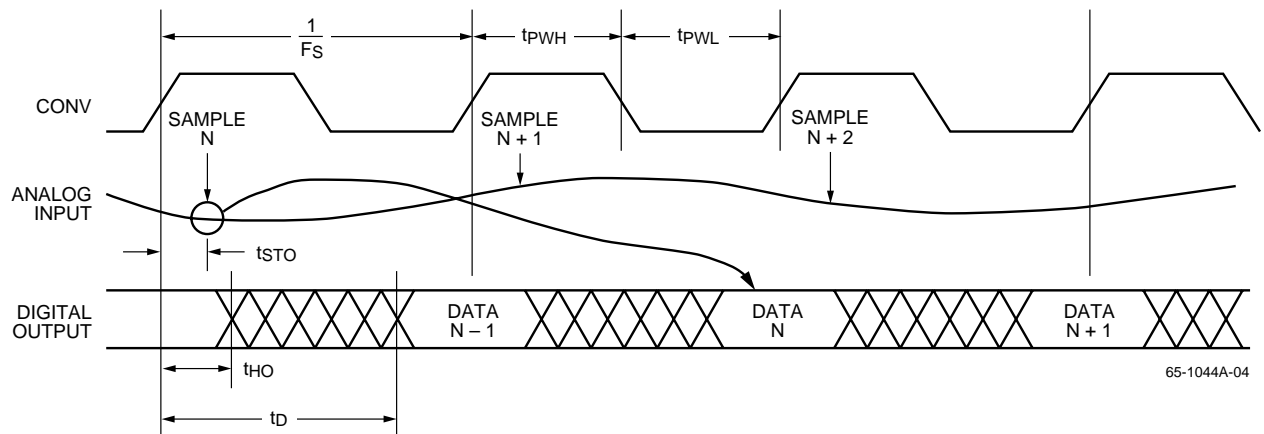 1
FS
tPWH
tPWL
CONV
SAMPLE
N
SAMPLE
N + 1
SAMPLE
N + 2
ANALOG
INPUT
tSTO
DIGITAL
OUTPUT
DATA
N – 1
DATA
N
DATA
N + 1
tHO
65-1044A-04
tD